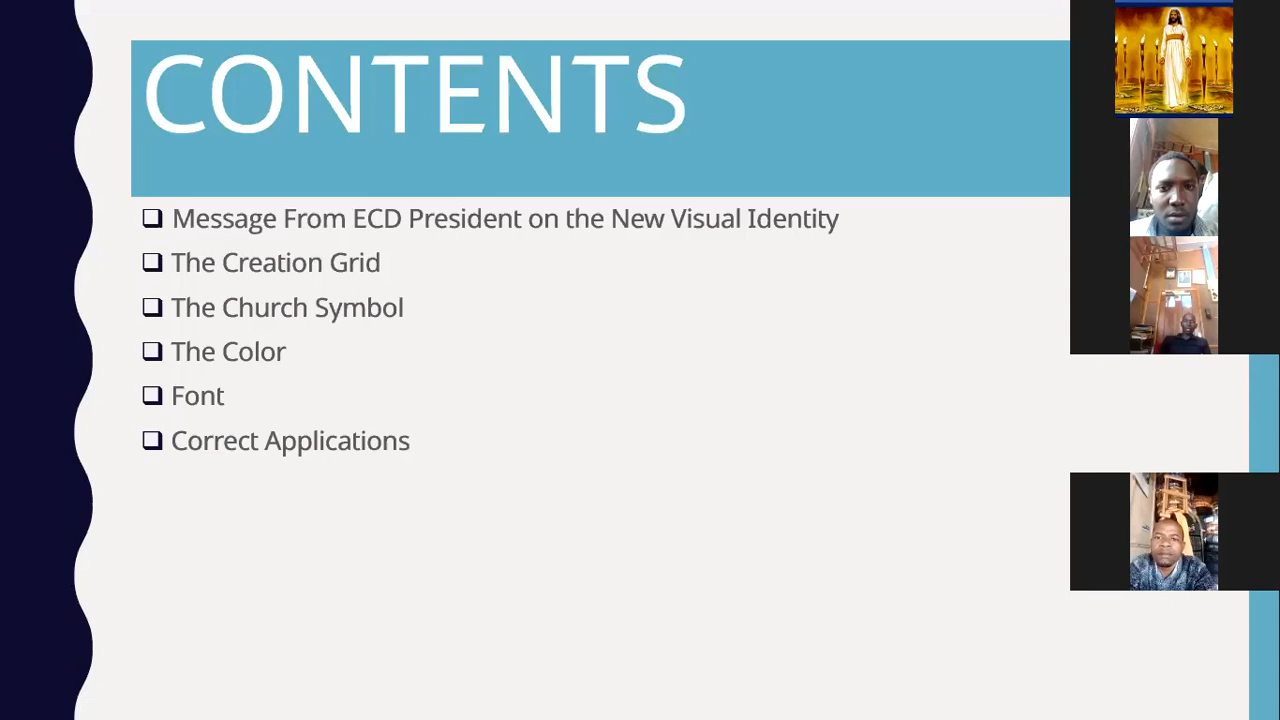 CONTENTS
Message From ECD President on the New Visual Identity
The Creation Grid
The Church Symbol
The Color
Font
Correct Applications